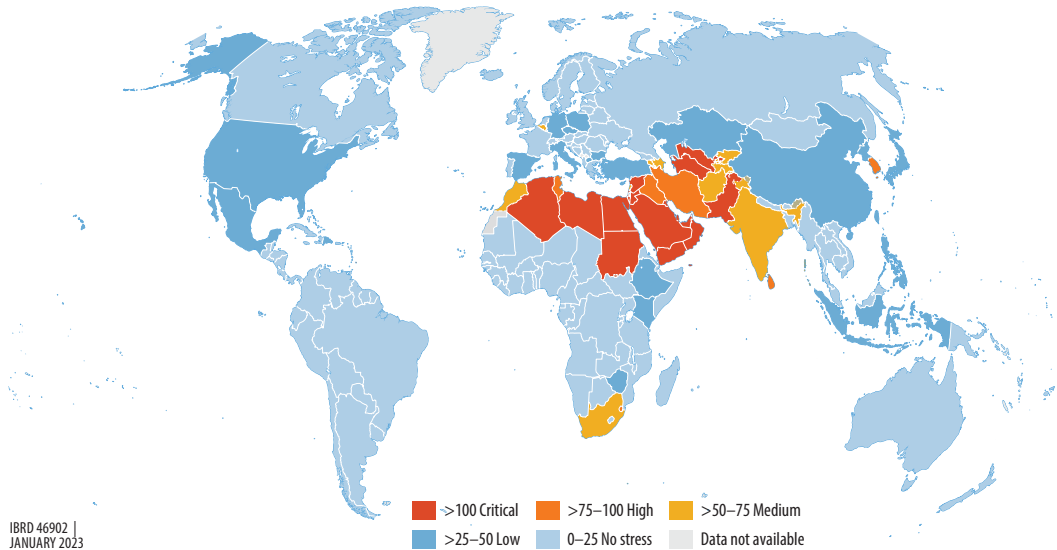 >100 Critical
>75–100 High
>50–75 Medium
>25–50 Low
0–25 No stress
Data not available
IBRD 46902 |
JANUARY 2023